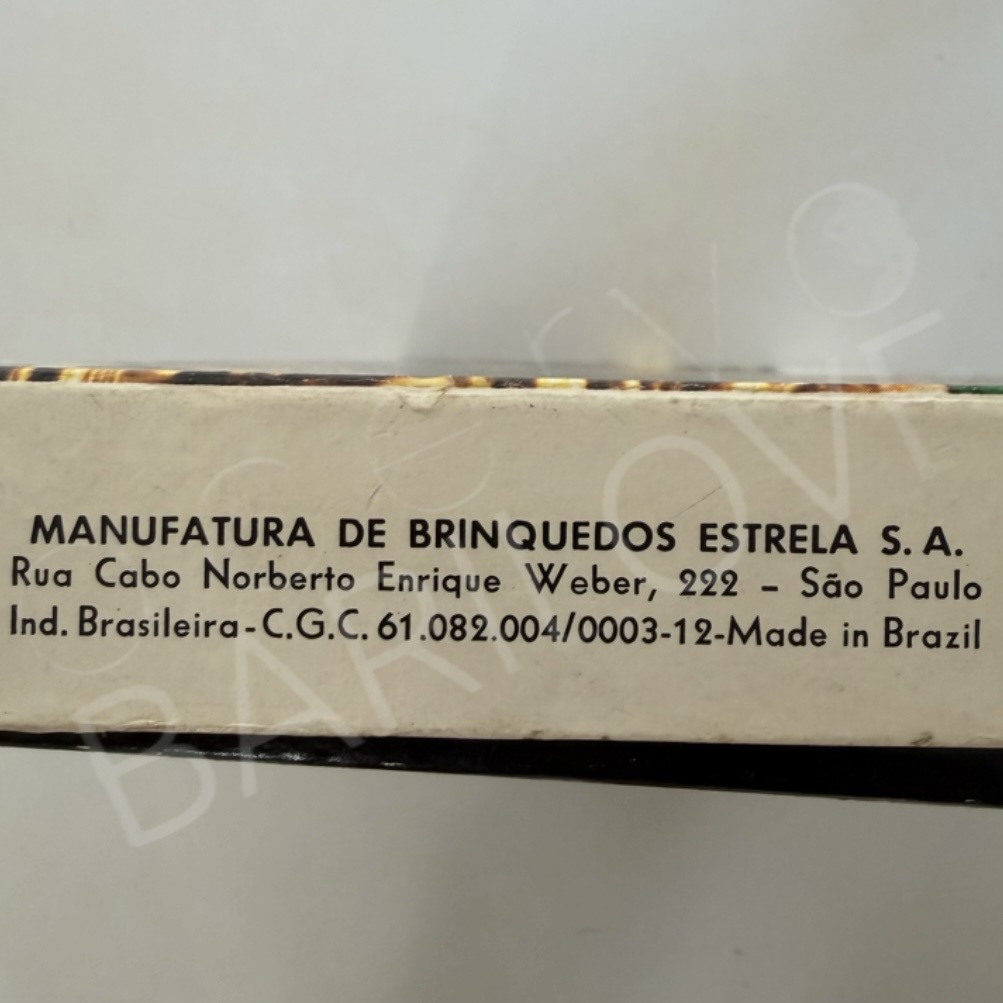 MANUFATURA DE BRINQUEDOS ESTRELA S. A.
Rua Cabo Norberto Enrique Weber, 222 - São Paulo
Ind. Brasileira - C.G.C. 61.082.004/0003-12-Made in Brazil